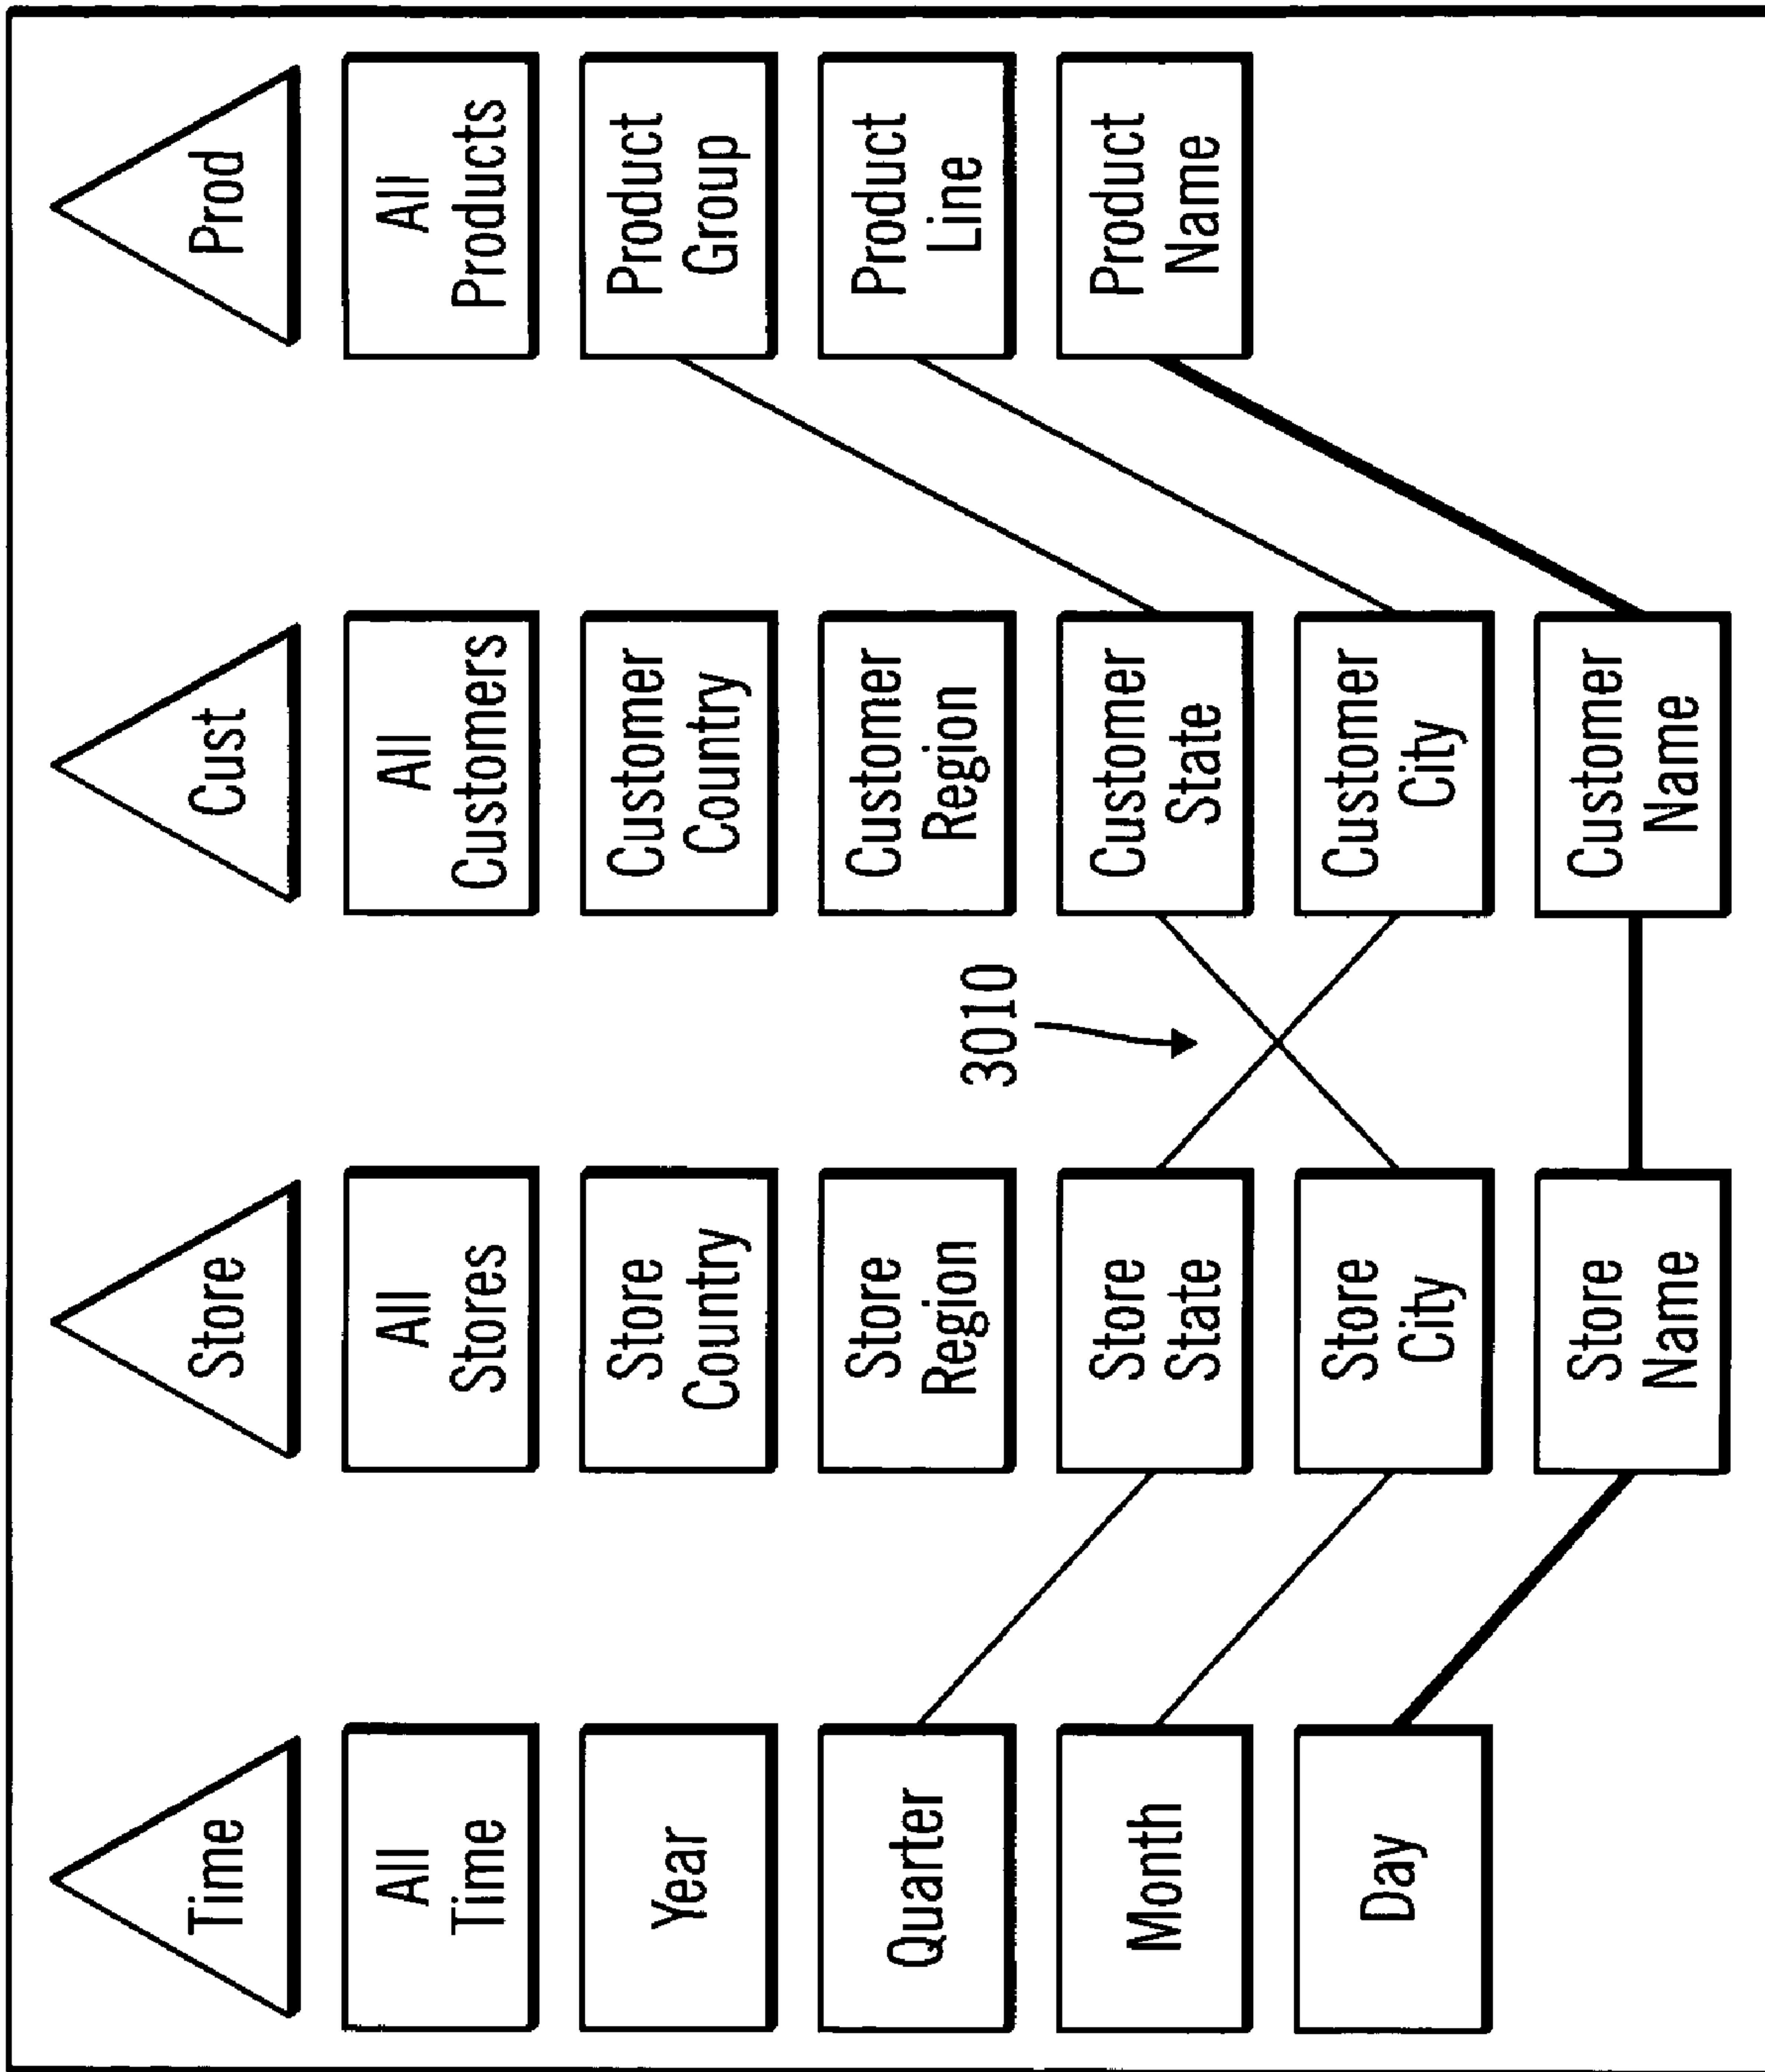 Time
Store
Cust
Prod
All
Time
All
Stores
All
Customers
All
Products
Year
Store
Country
Customer
Country
Product
Group
Quarter
Store
Region
3010
Customer
Region
Product
Line
Month
Store
State
Customer
State
Product
Name
Day
Store
City
Customer
City
Store
Name
Customer
Name